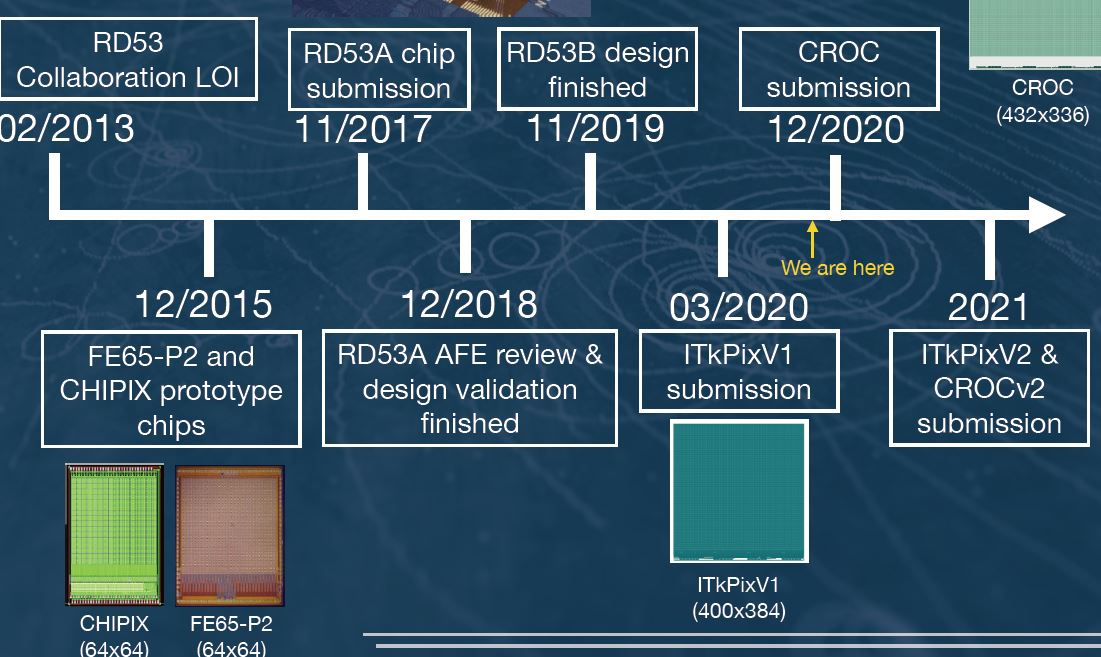 RD53
Collaboration LOI
02/2013
RD53A chip
submission
11/2017
RD53B design
finished
11/2019
CROC
submission
12/2020
CROC
(432x336)
We are here
12/2015
FE65-P2 and
CHIPIX prototype
chips
12/2018
RD53A AFE review &
design validation
finished
03/2020
ITkPixV1
submission
2021
ITkPixV2 &
CROCv2
submission
CHIPIX
(64x64)
FE65-P2
(64x64)
ITkPixV1
(400x384)